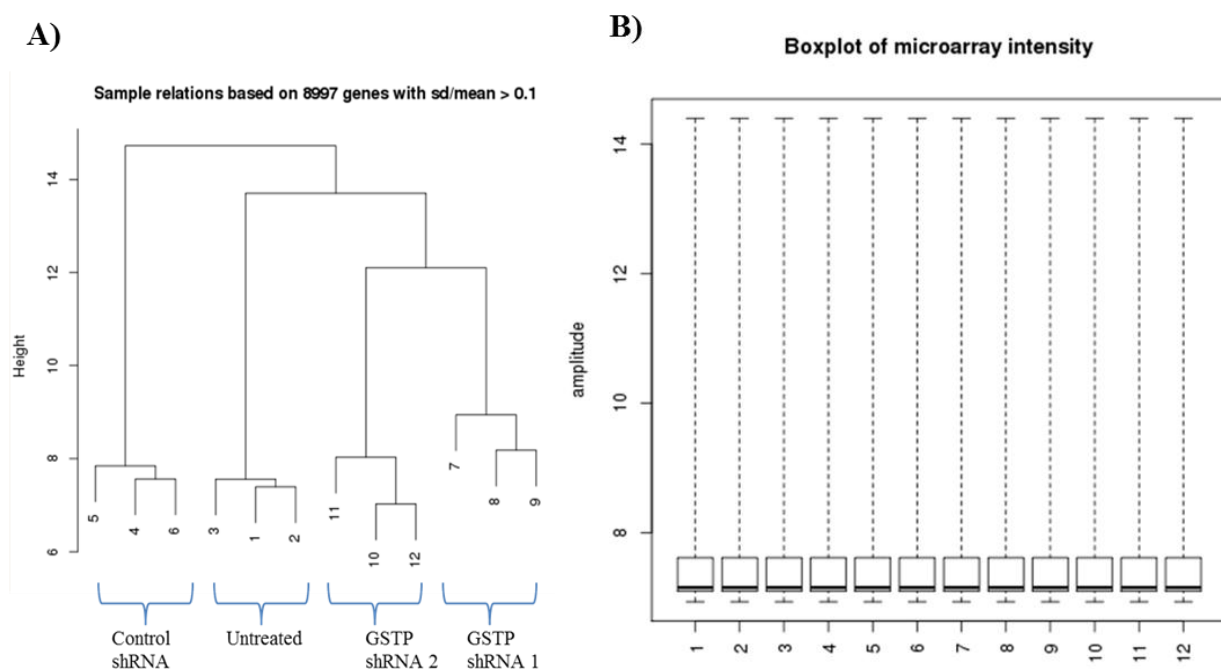 A)
Sample relations based on 8997 genes with sd/mean > 0.1
Height
14
12
10
8
6
5
4
6
3
1
2
11
10
12
7
8
9
Control
shRNA
Untreated
GSTP
shRNA 2
GSTP
shRNA 1
B)
Boxplot of microarray intensity
amplitude
14
12
10
8
1
2
3
4
5
6
7
8
9
10
11
12